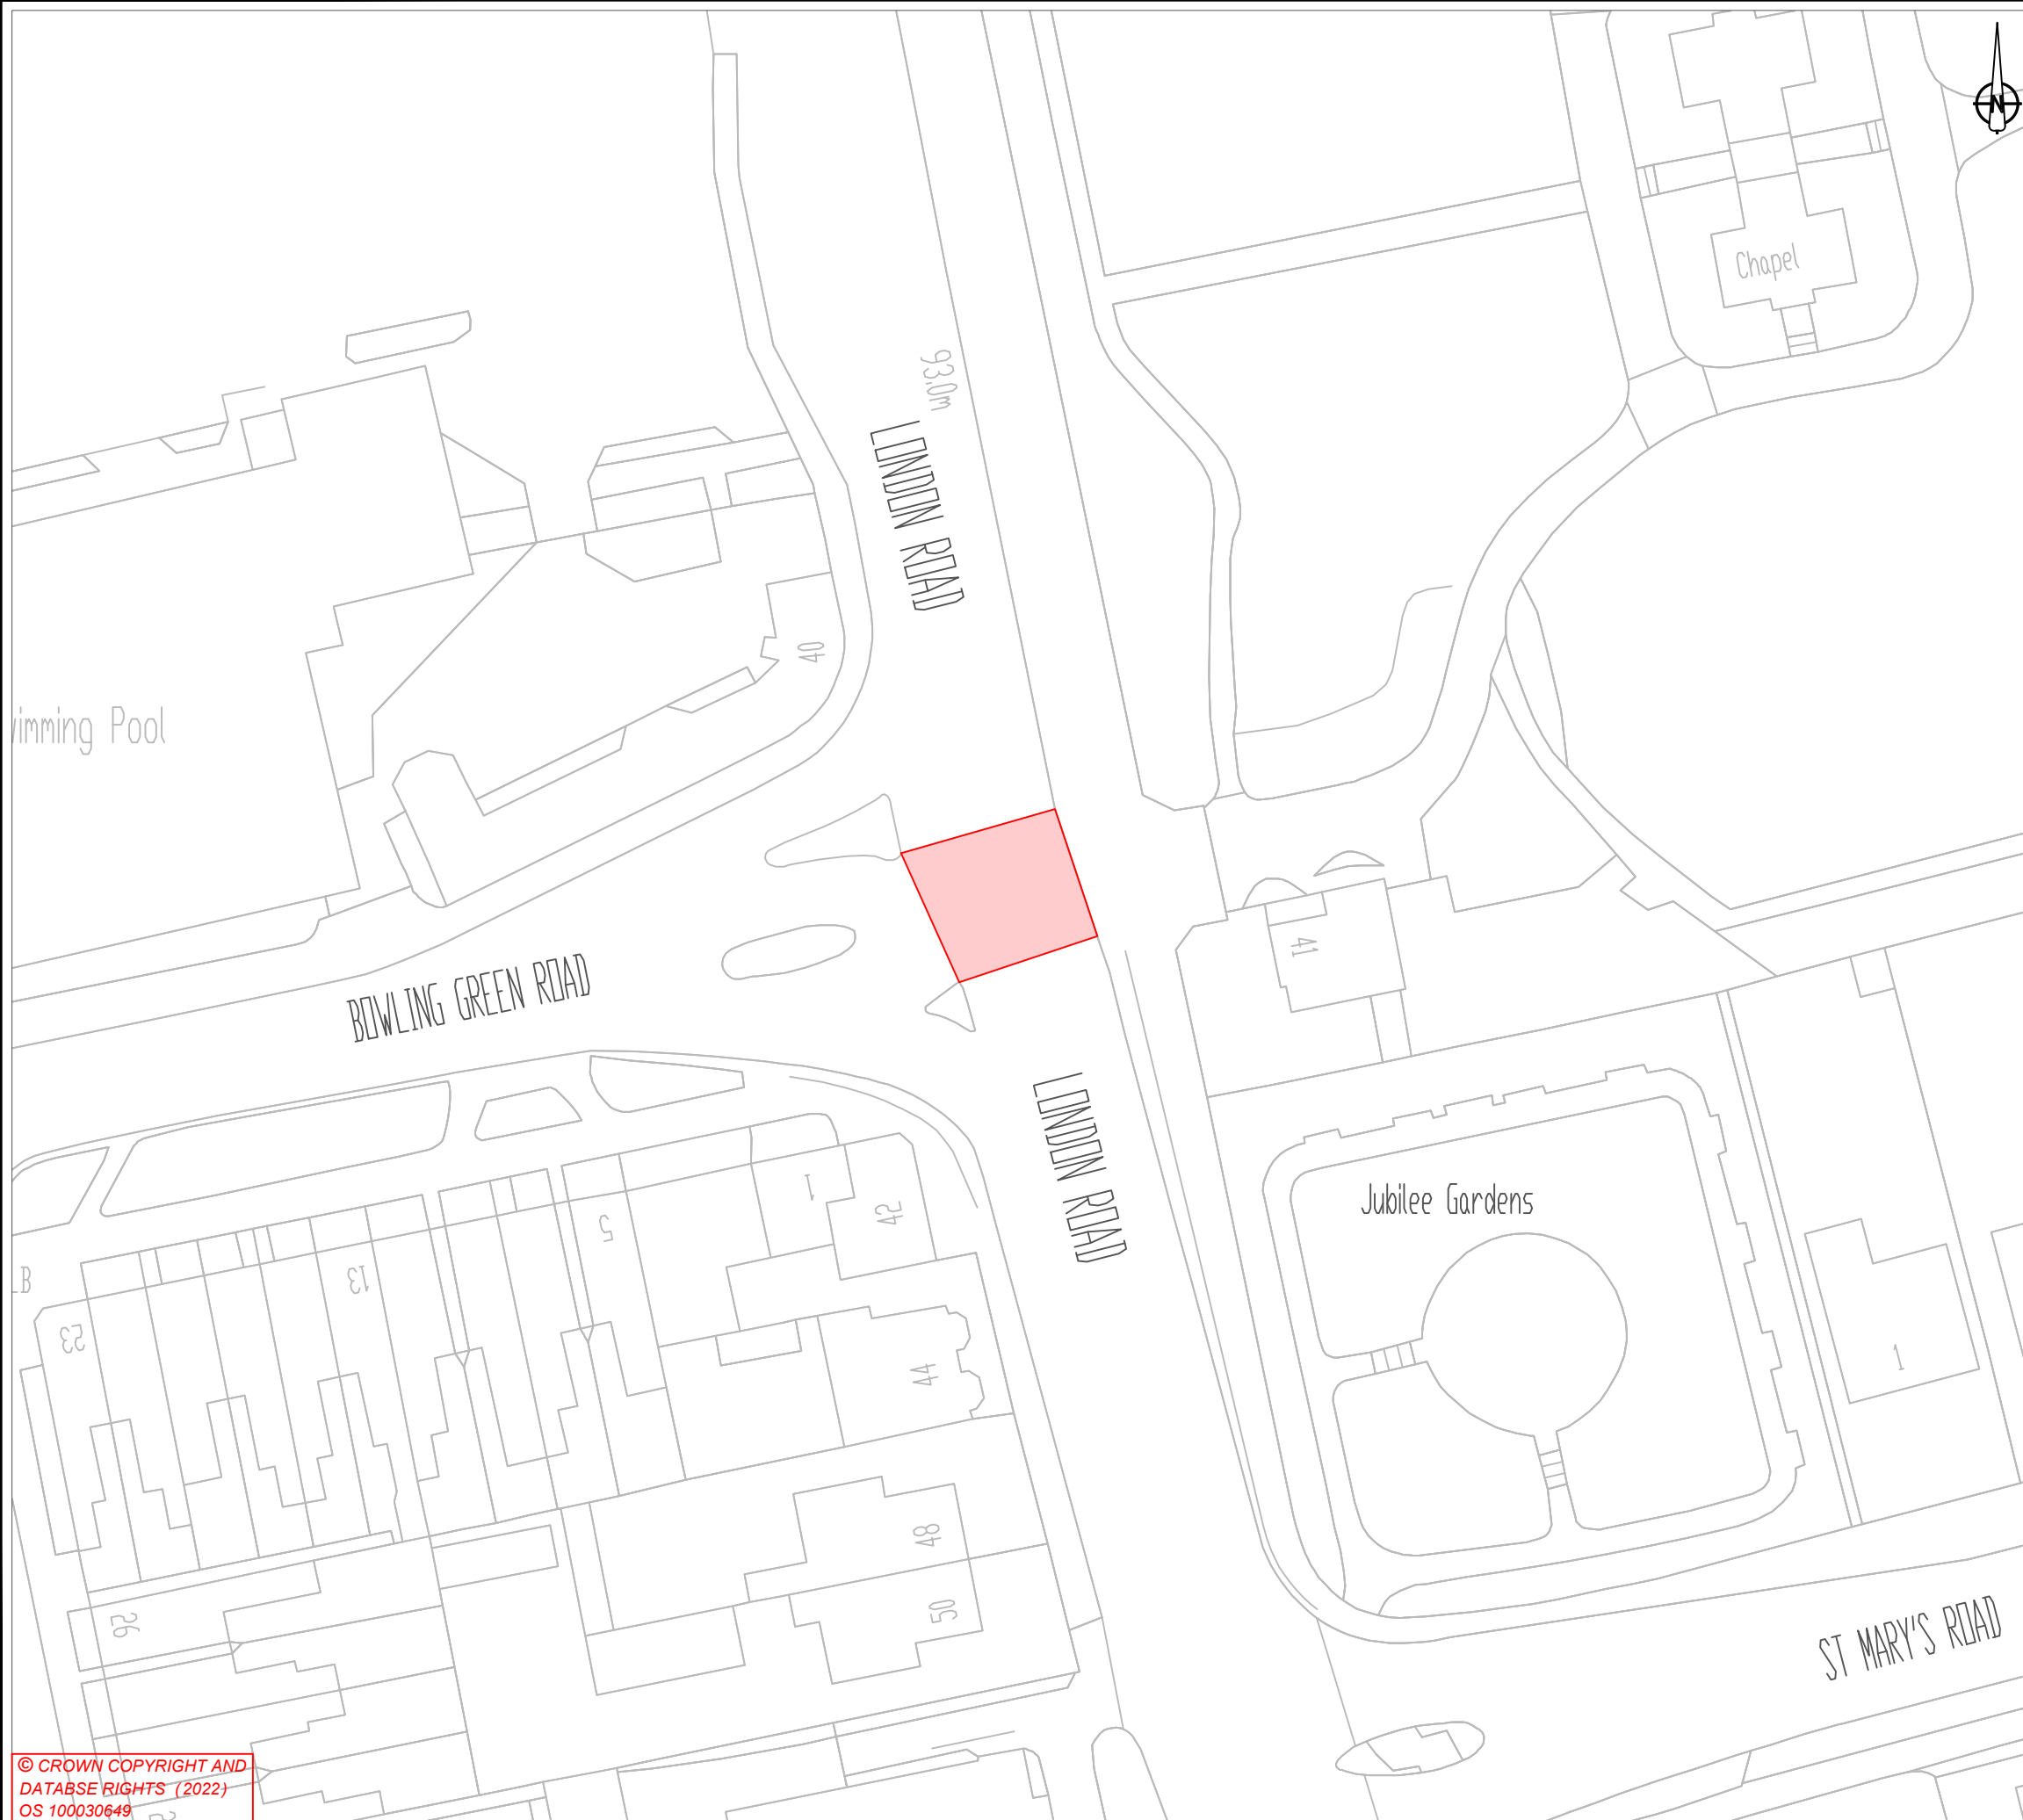 N
Chapel
93.0m
LONDON ROAD
40
Pool
41
BOWLING GREEN ROAD
LONDON ROAD
Jubilee Gardens
1
42
5
13
23
44
1
48
50
26
ST MARY'S ROAD
© CROWN COPYRIGHT AND
DATABSE RIGHTS (2022)
OS 100030649